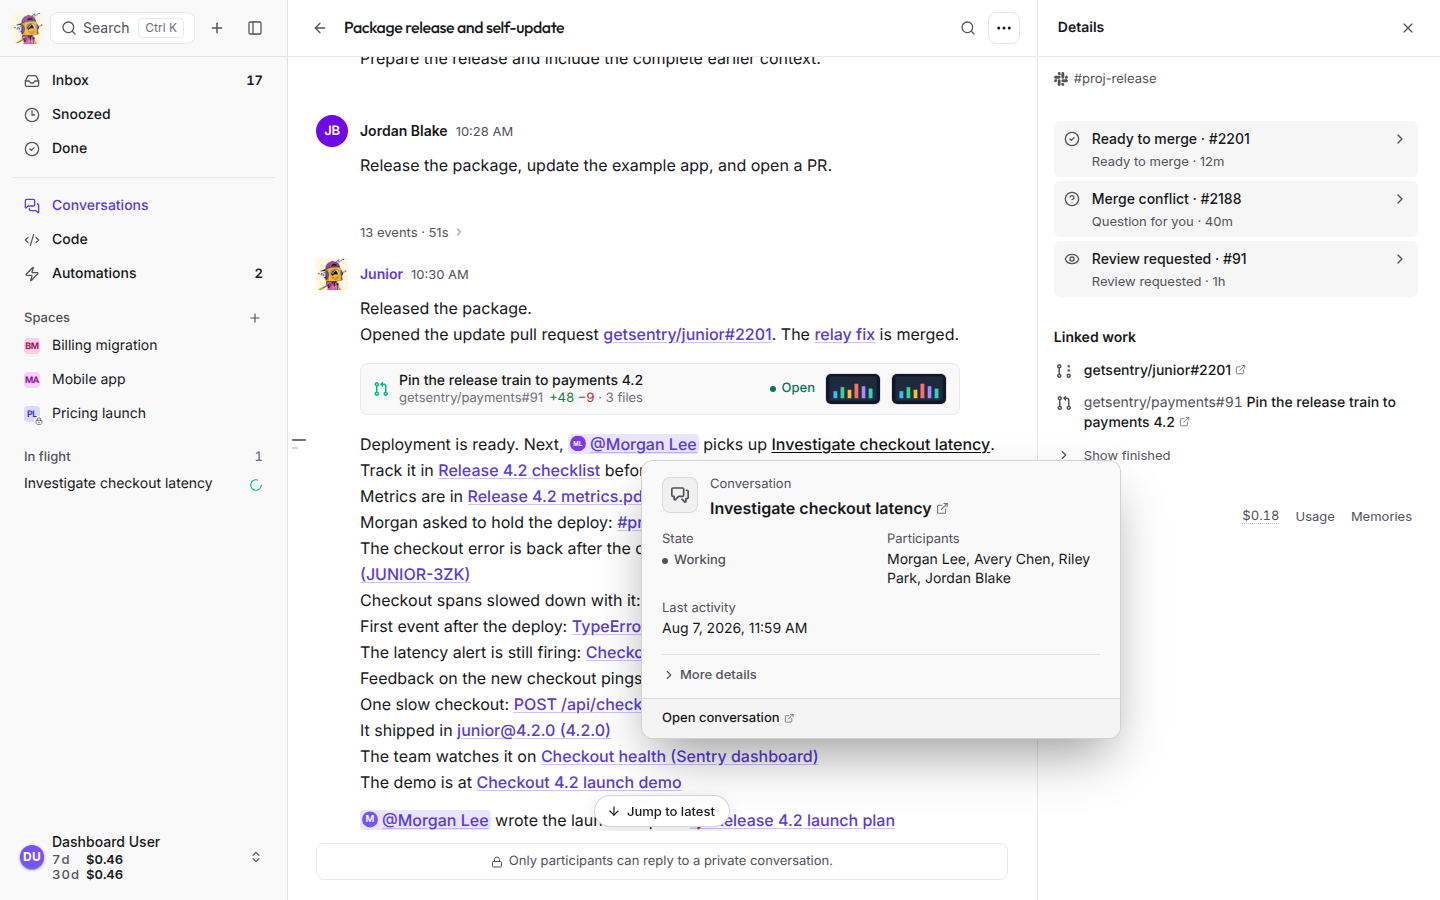 Search Ctrl K
Inbox 17
Snoozed
Done
Conversations
Code
Automations 2
Spaces
BM Billing migration
MA Mobile app
PL Pricing launch
In flight 1
Investigate checkout latency
DU Dashboard User
7d $0.46
30d $0.46
Package release and self-update
Prepare the release and include the complete earlier context.
JB Jordan Blake 10:28 AM
Release the package, update the example app, and open a PR.
13 events · 51s
Junior 10:30 AM
Released the package.
Opened the update pull request getsentry/junior#2201. The relay fix is merged.
Pin the release train to payments 4.2
getsentry/payments#91 +48 −9 · 3 files
Open
Deployment is ready. Next, ML @Morgan Lee picks up Investigate checkout latency.
Track it in Release 4.2 checklist
Metrics are in Release 4.2
Morgan asked to hold the deploy:
The checkout error is back after the
(JUNIOR-3ZK)
Checkout spans slowed down with it:
First event after the deploy:
The latency alert is still firing:
Feedback on the new checkout pings
One slow checkout: POST
It shipped in junior@4.2.0 (4.2.0)
The team watches it on Checkout health (Sentry dashboard)
The demo is at Checkout 4.2 launch demo
M @Morgan Lee wrote the
4.2 launch plan
Jump to latest
Only participants can reply to a private conversation.
Conversation
Investigate checkout latency
State
Working
Participants
Morgan Lee, Avery Chen, Riley
Park, Jordan Blake
Last activity
Aug 7, 2026, 11:59 AM
More details
Open conversation
Details
#proj-release
Ready to merge · #2201
Ready to merge · 12m
Merge conflict · #2188
Question for you · 40m
Review requested · #91
Review requested · 1h
Linked work
getsentry/junior#2201
getsentry/payments#91 Pin the release train to
payments 4.2
Show finished
$0.18 Usage Memories